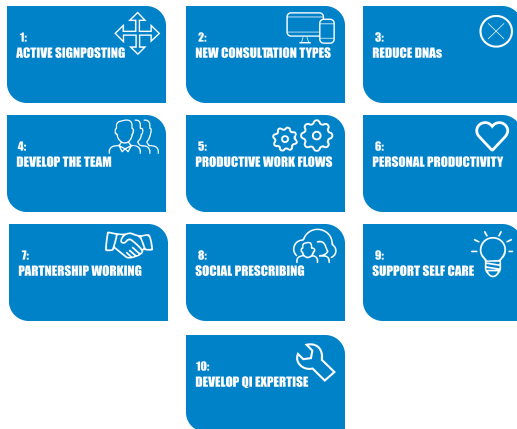 1:
ACTIVE SIGNPOSTING
2:
NEW CONSULTATION TYPES
3:
REDUCE DNAs
4:
DEVELOP THE TEAM
5:
PRODUCTIVE WORK FLOWS
6:
PERSONAL PRODUCTIVITY
7:
PARTNERSHIP WORKING
8:
SOCIAL PRESCRIBING
9:
SUPPORT SELF CARE
10:
DEVELOP QI EXPERTISE